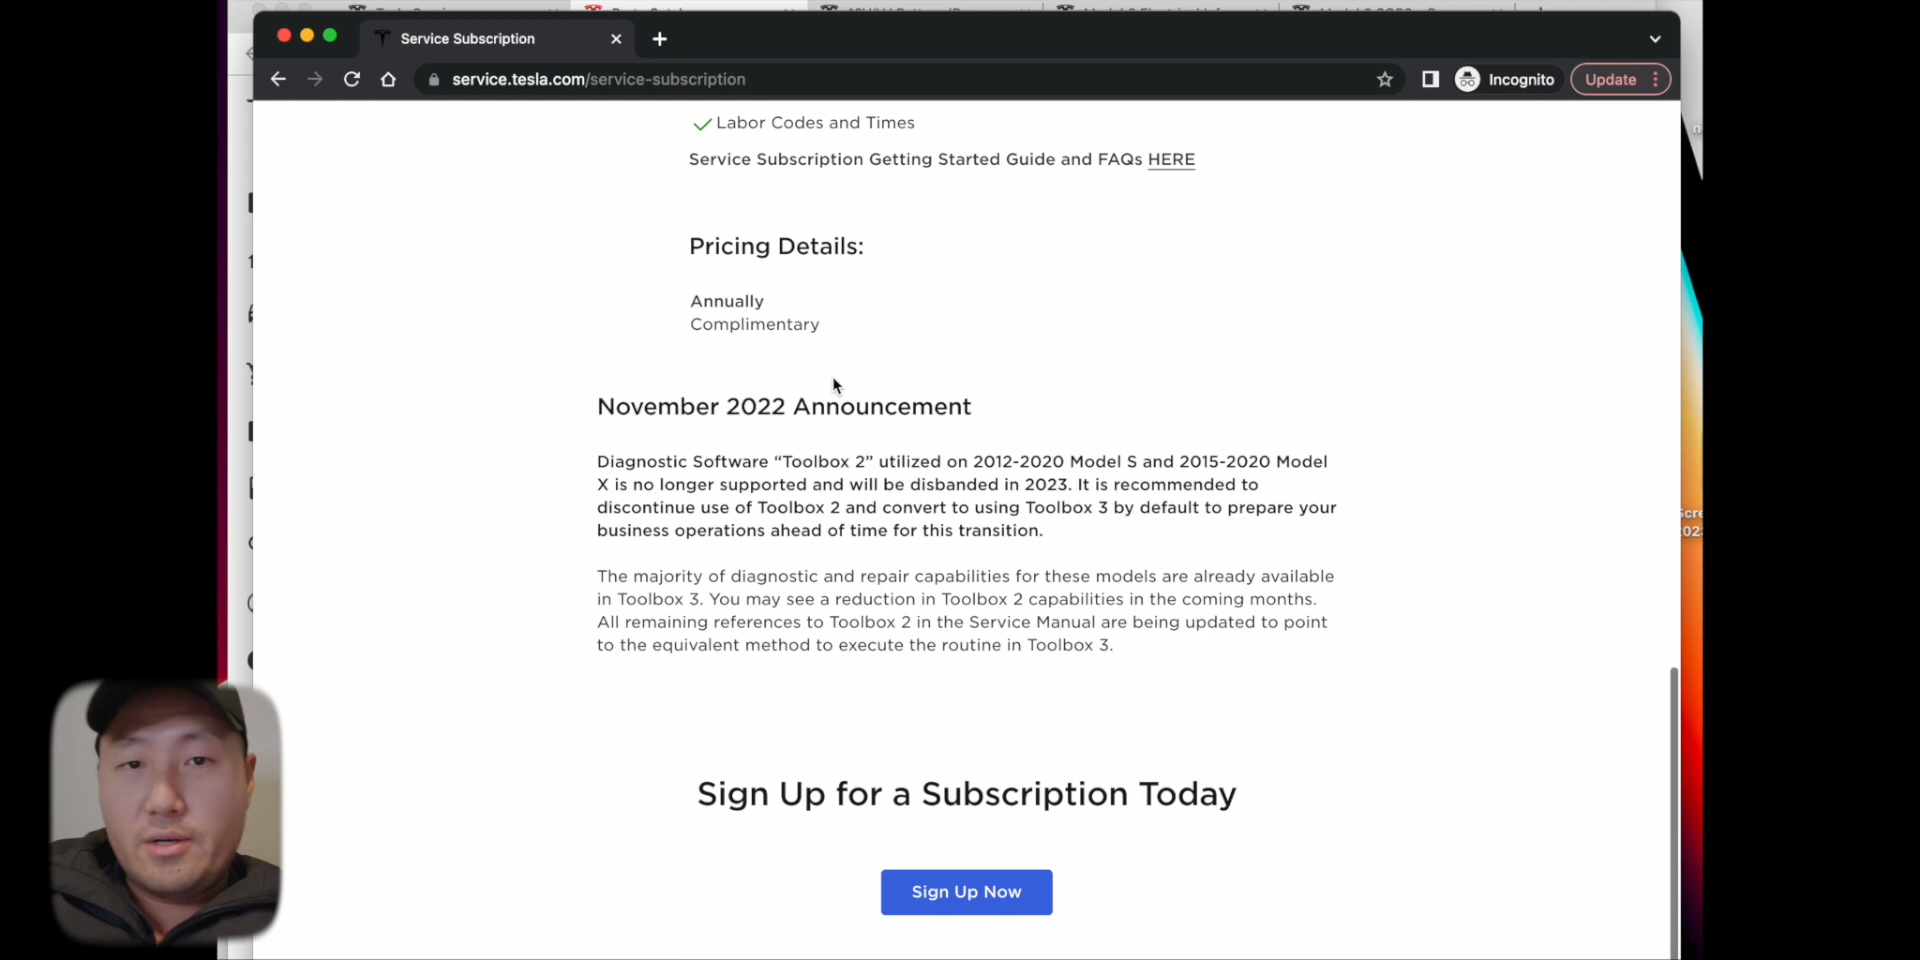 Service Subscription
service.tesla.com/service-subscription
Incognito
Update
Labor Codes and Times
Service Subscription Getting Started Guide and FAQs HERE
Pricing Details:
Annually
Complimentary
November 2022 Announcement
Diagnostic Software “Toolbox 2” utilized on 2012-2020 Model S and 2015-2020 Model
X is no longer supported and will be disbanded in 2023. It is recommended to
discontinue use of Toolbox 2 and convert to using Toolbox 3 by default to prepare your
business operations ahead of time for this transition.
The majority of diagnostic and repair capabilities for these models are already available
in Toolbox 3. You may see a reduction in Toolbox 2 capabilities in the coming months.
All remaining references to Toolbox 2 in the Service Manual are being updated to point
to the equivalent method to execute the routine in Toolbox 3.
Sign Up for a Subscription Today
Sign Up Now